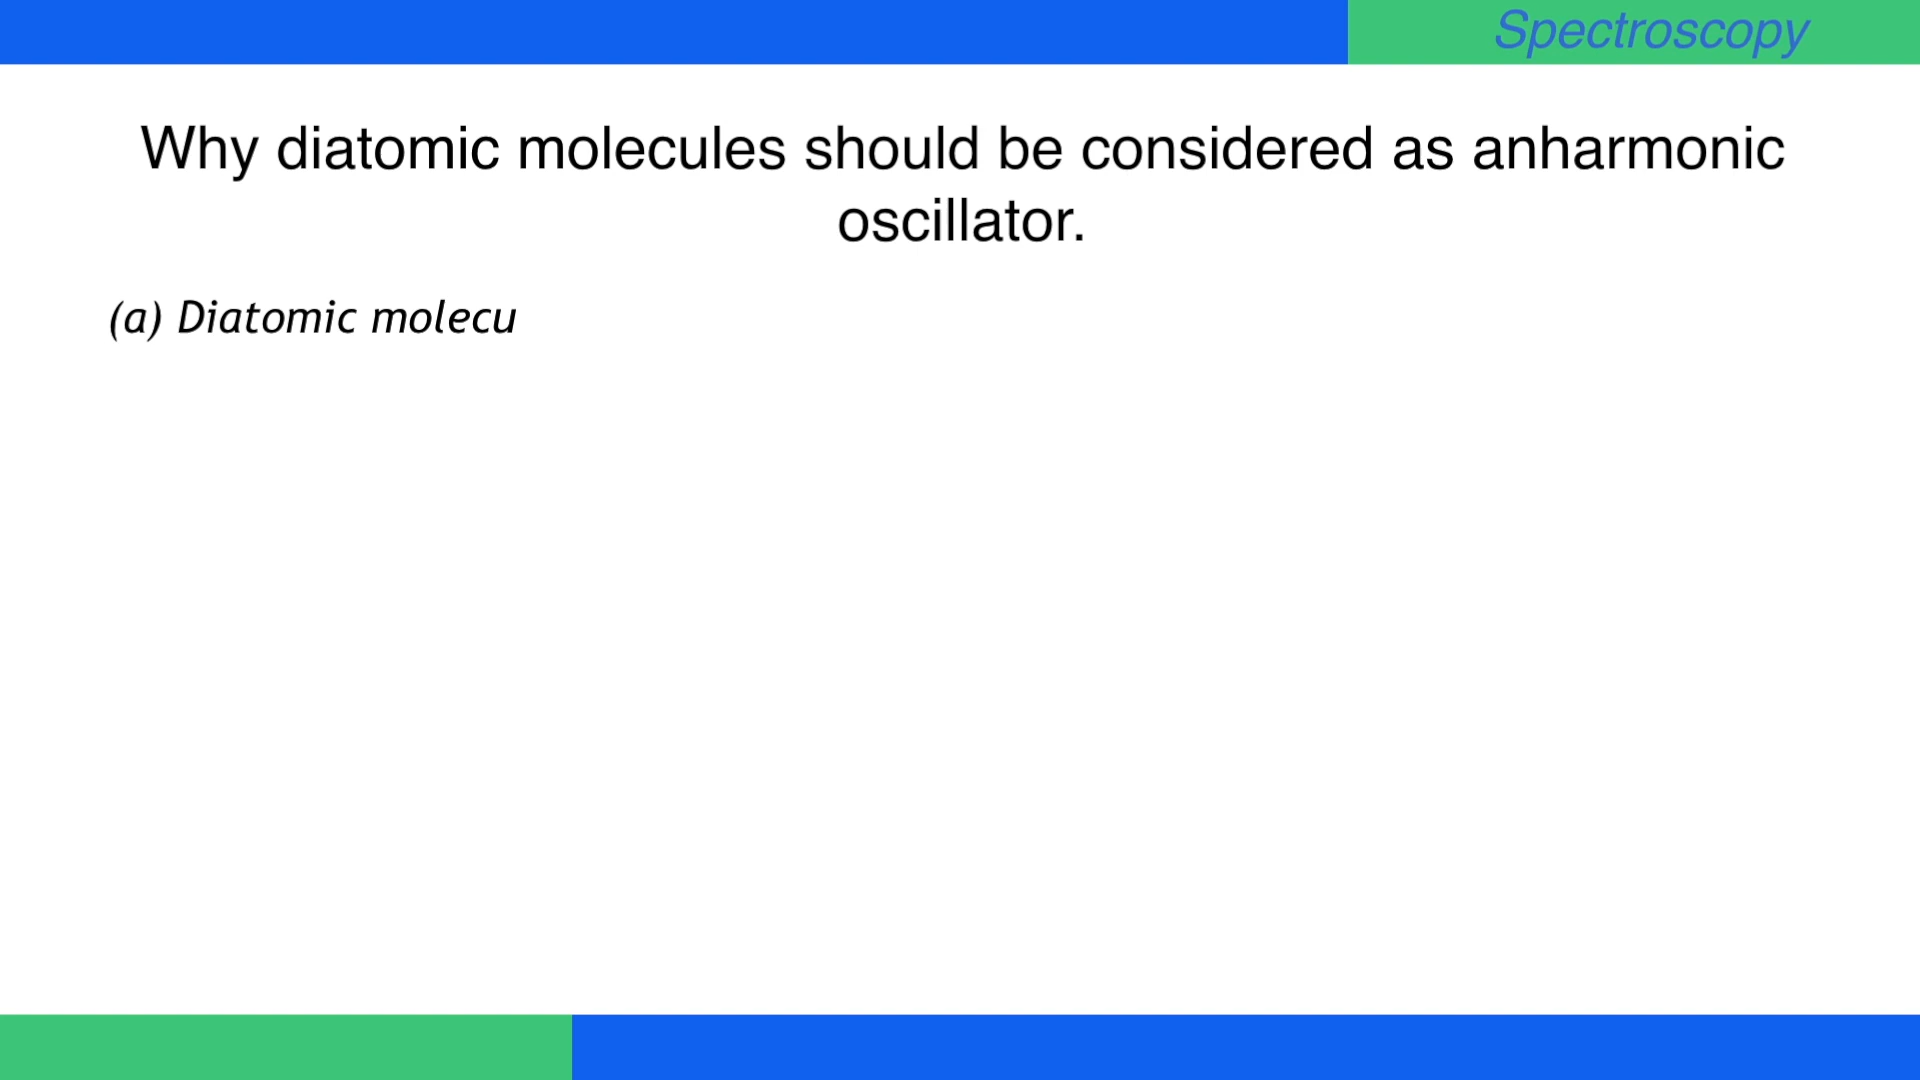 Spectroscopy
Why diatomic molecules should be considered as anharmonic
oscillator.
(a) Diatomic molecu